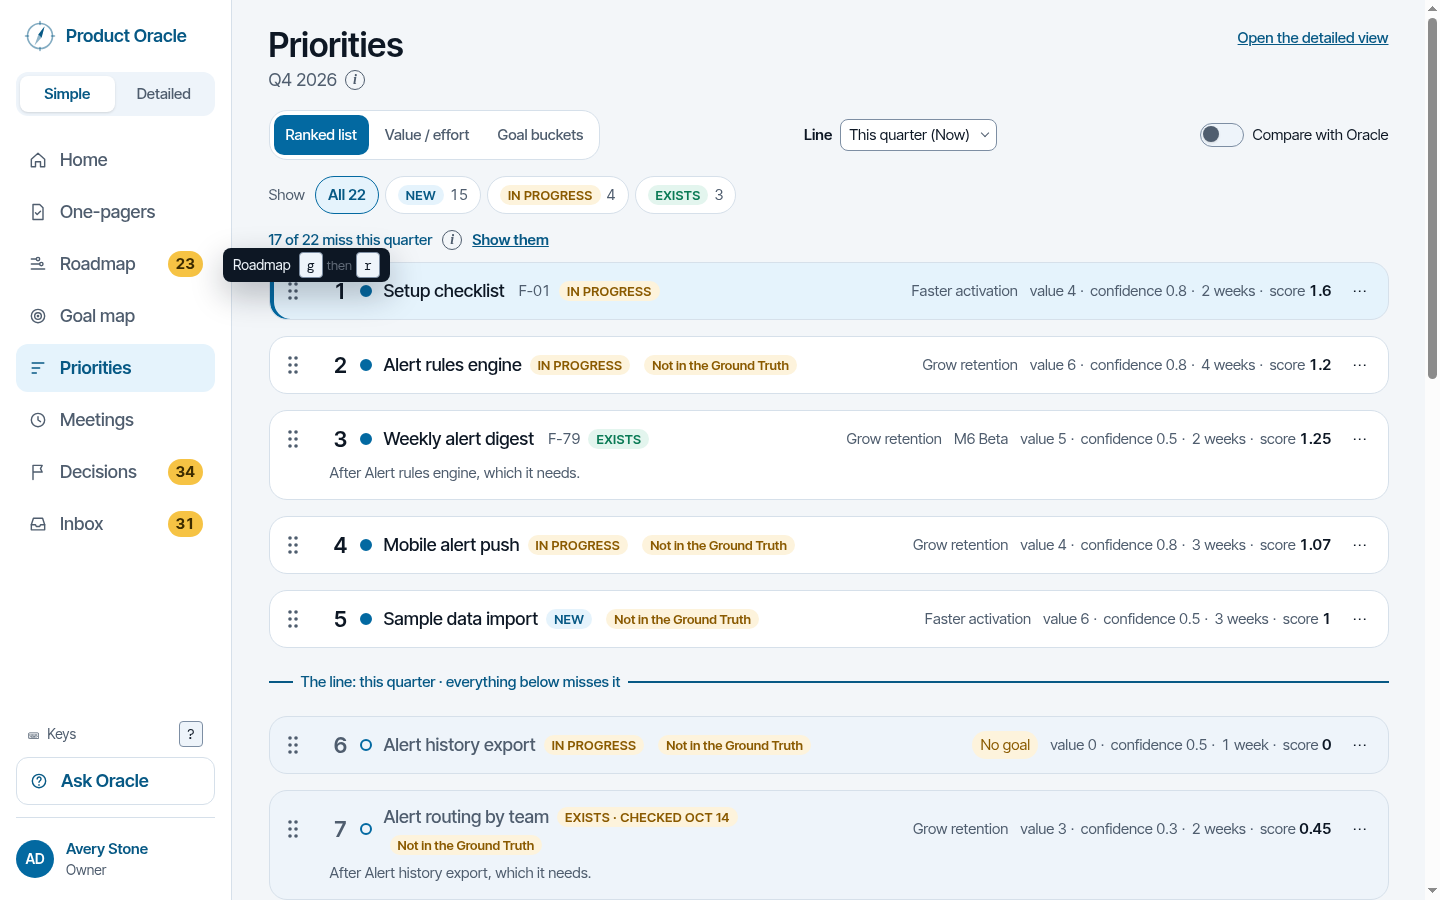 Product Oracle
Simple Detailed
Home
One-pagers
Roadmap 23
Goal map
Priorities
Meetings
Decisions 34
Inbox 31
Keys ?
Ask Oracle
AD Avery Stone
Owner
Priorities
Open the detailed view
Q4 2026 i
Ranked list Value / effort Goal buckets
Line This quarter (Now)
Compare with Oracle
Show All 22 NEW 15 IN PROGRESS 4 EXISTS 3
17 of 22 miss this quarter i Show them
Roadmap g then r
1 Setup checklist F-01 IN PROGRESS Faster activation value 4 · confidence 0.8 · 2 weeks · score 1.6 ···
2 Alert rules engine IN PROGRESS Not in the Ground Truth Grow retention value 6 · confidence 0.8 · 4 weeks · score 1.2 ···
3 Weekly alert digest F-79 EXISTS Grow retention M6 Beta value 5 · confidence 0.5 · 2 weeks · score 1.25 ···
After Alert rules engine, which it needs.
4 Mobile alert push IN PROGRESS Not in the Ground Truth Grow retention value 4 · confidence 0.8 · 3 weeks · score 1.07 ···
5 Sample data import NEW Not in the Ground Truth Faster activation value 6 · confidence 0.5 · 3 weeks · score 1 ···
The line: this quarter · everything below misses it
6 Alert history export IN PROGRESS Not in the Ground Truth No goal value 0 · confidence 0.5 · 1 week · score 0 ···
7 Alert routing by team EXISTS · CHECKED OCT 14 Grow retention value 3 · confidence 0.3 · 2 weeks · score 0.45 ···
Not in the Ground Truth
After Alert history export, which it needs.